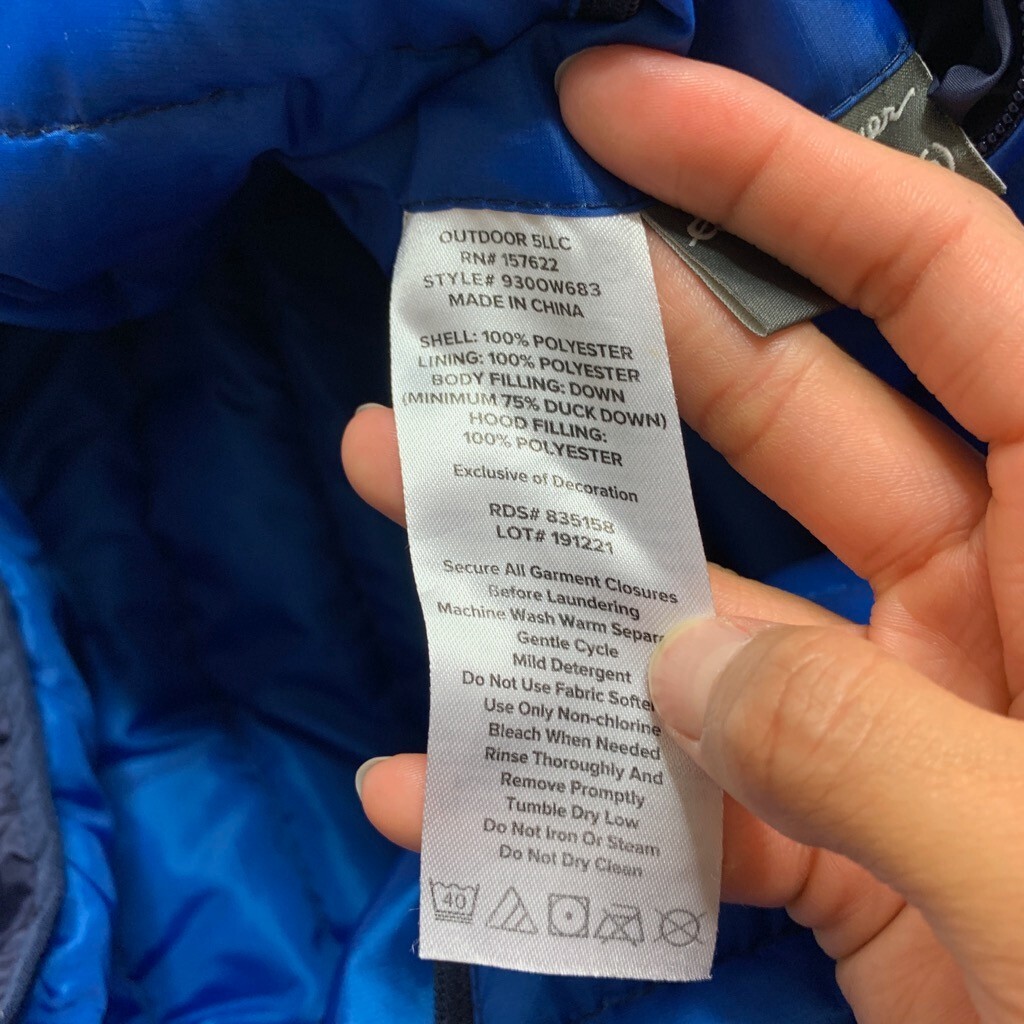 OUTDOOR 5LLC
RN# 157622
STYLE# 930OW683
MADE IN CHINA
SHELL: 100% POLYESTER
LINING: 100% POLYESTER
BODY FILLING: DOWN
(MINIMUM 75% DUCK DOWN)
HOOD FILLING:
100% POLYESTER
Exclusive of Decoration
RDS# 835158
LOT# 191221
Secure All Garment Closures
Before Laundering
Machine Wash Warm
Gentle Cycle
Mild Detergent
Do Not Use Fabric
Use Only Non-chlorine
Bleach When Needed
Rinse Thoroughly And
Remove Promptly
Tumble Dry Low
Do Not Iron Or Steam
Do Not Dry Clean
40